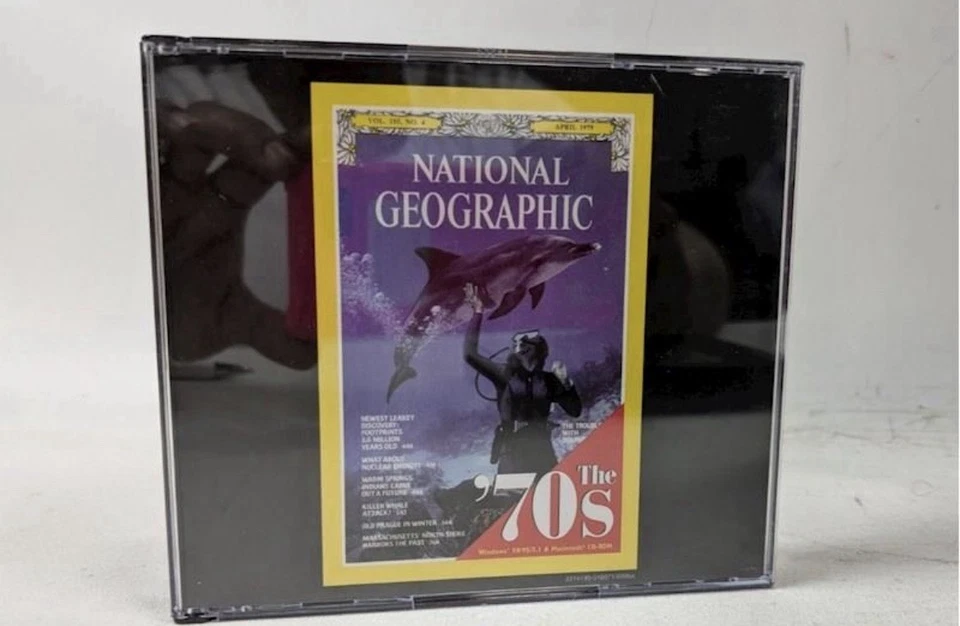 VOL. 155, NO. 4
APRIL 1979
NATIONAL
GEOGRAPHIC
NEWEST LEAKEY
DISCOVERY:
FOOTPRINTS
3.6 MILLION
YEARS OLD 446
WHAT ABOUT
NUCLEAR ENERGY?
WARM SPRINGS
INDIANS CARVE
OUT A FUTURE
KILLER WHALE
ATTACK!
OLD PRAGUE IN WINTER
MASSACHUSETTS' NORTH SHORE
HARBORS THE PAST
THE TROUBLE
WITH
The
'70s
Windows® 98/95/3.1 & Macintosh® CD-ROM